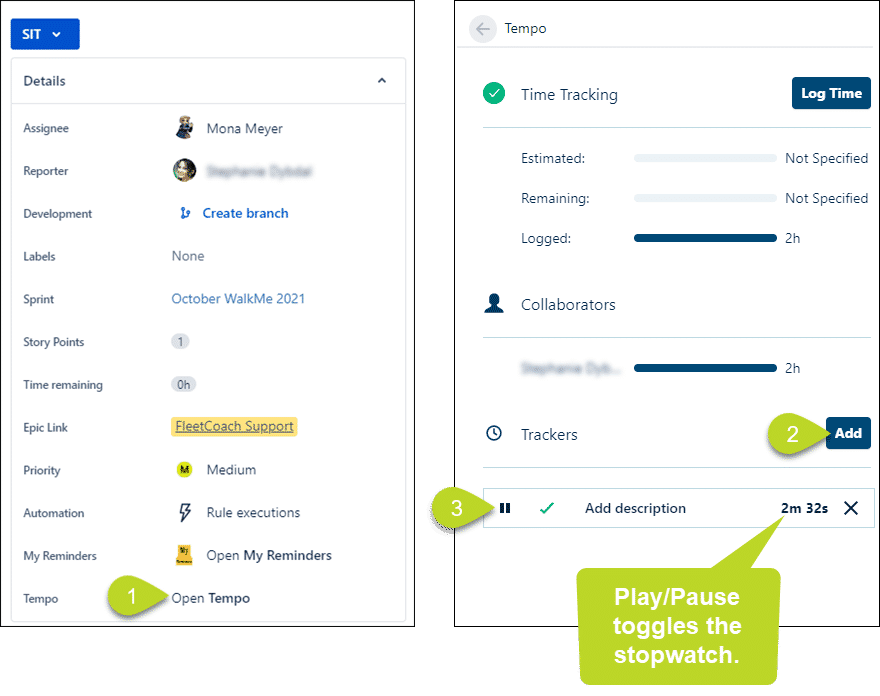 SIT
Details
Assignee Mona Meyer
Reporter
Development Create branch
Labels None
Sprint October WalkMe 2021
Story Points 1
Time remaining 0h
Epic Link FleetCoach Support
Priority M Medium
Automation Rule executions
My Reminders Open My Reminders
Tempo 1 Open Tempo
Tempo
Time Tracking Log Time
Estimated: Not Specified
Remaining: Not Specified
Logged: 2h
Collaborators
2h
Trackers 2 Add
3 Add description 2m 32s
Play/Pause
toggles the
stopwatch.